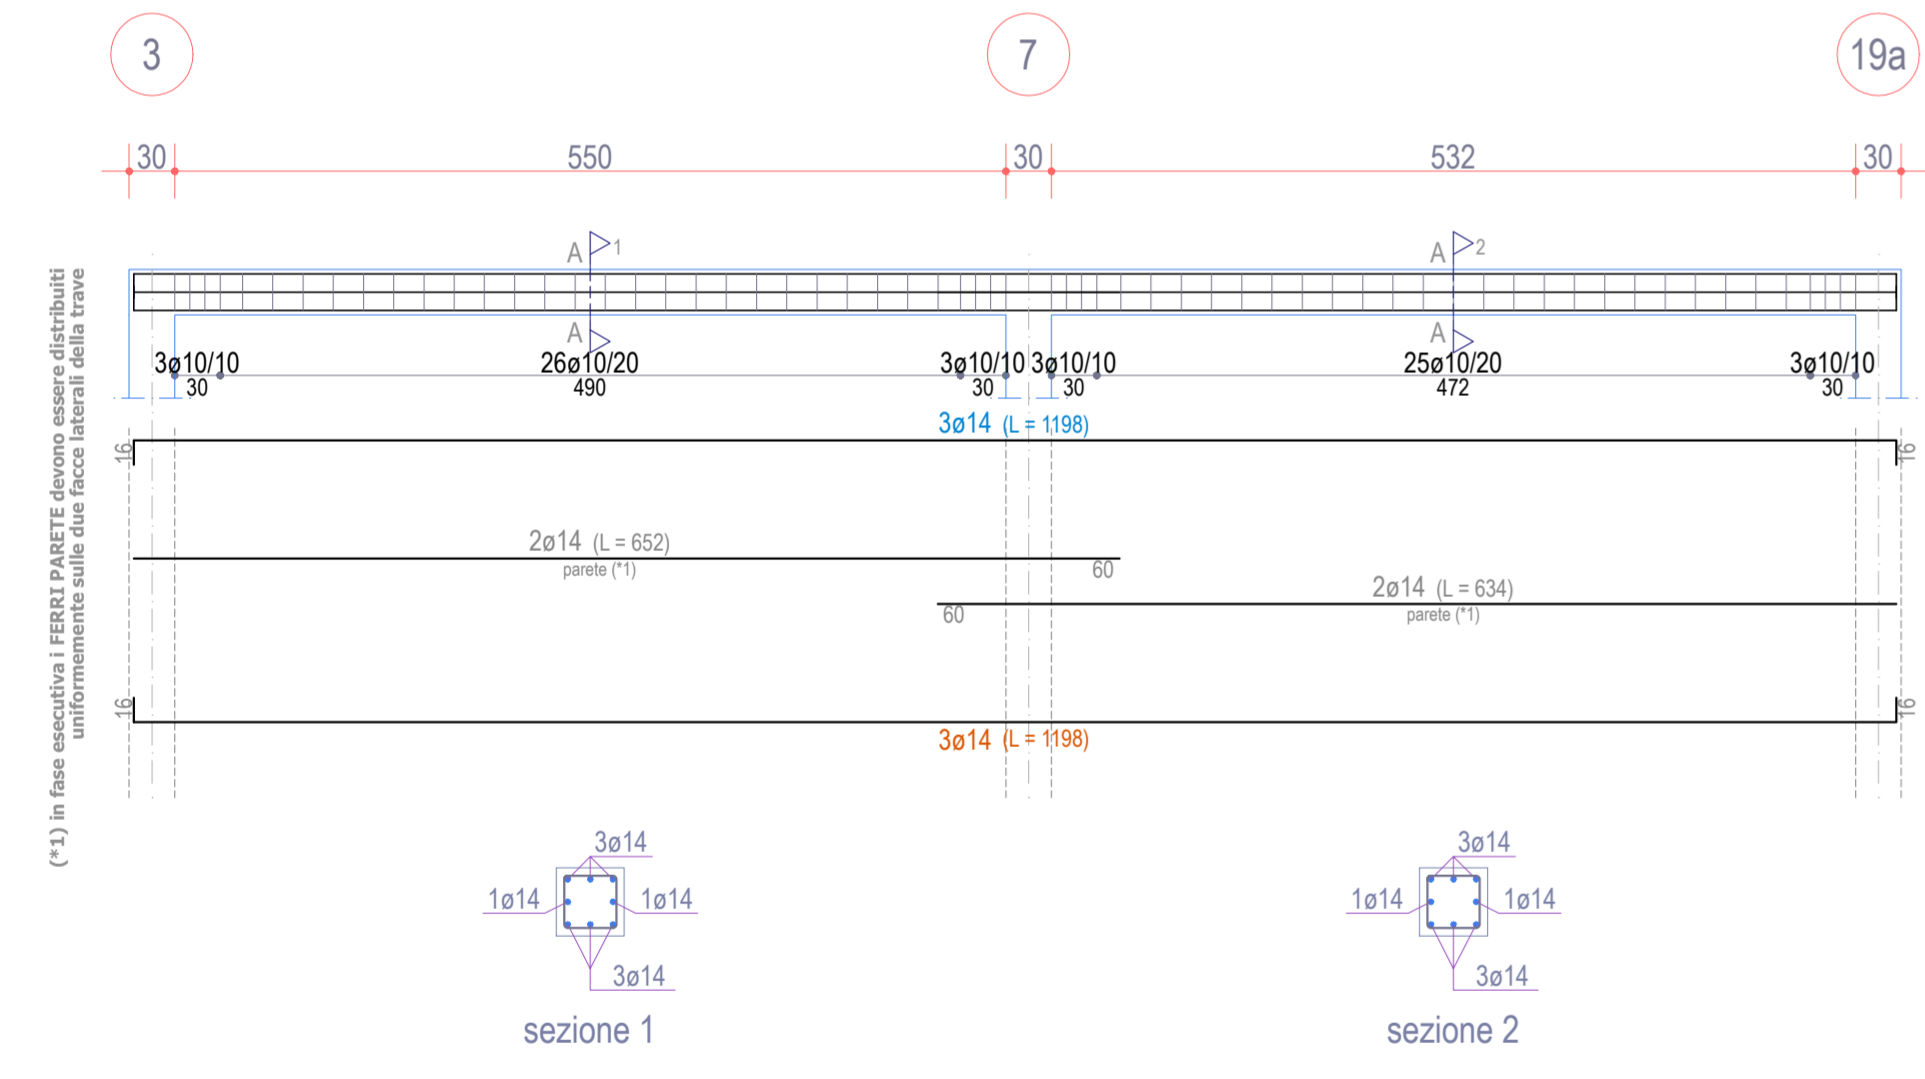 3
7
19a
30
550
30
532
30
A
1
A
2
A
A
3ø10/10
26ø10/20
3ø10/10
3ø10/10
25ø10/20
3ø10/10
30
490
30
30
472
30
3ø14 (L = 1198)
16
16
2ø14 (L = 652)
parete (*1)
60
2ø14 (L = 634)
60
parete (*1)
16
16
3ø14 (L = 1198)
(*1) in fase esecutiva i FERRI PARETE devono essere distribuiti
uniformemente sulle due facce laterali della trave
3ø14
1ø14
1ø14
3ø14
sezione 1
3ø14
1ø14
1ø14
3ø14
sezione 2